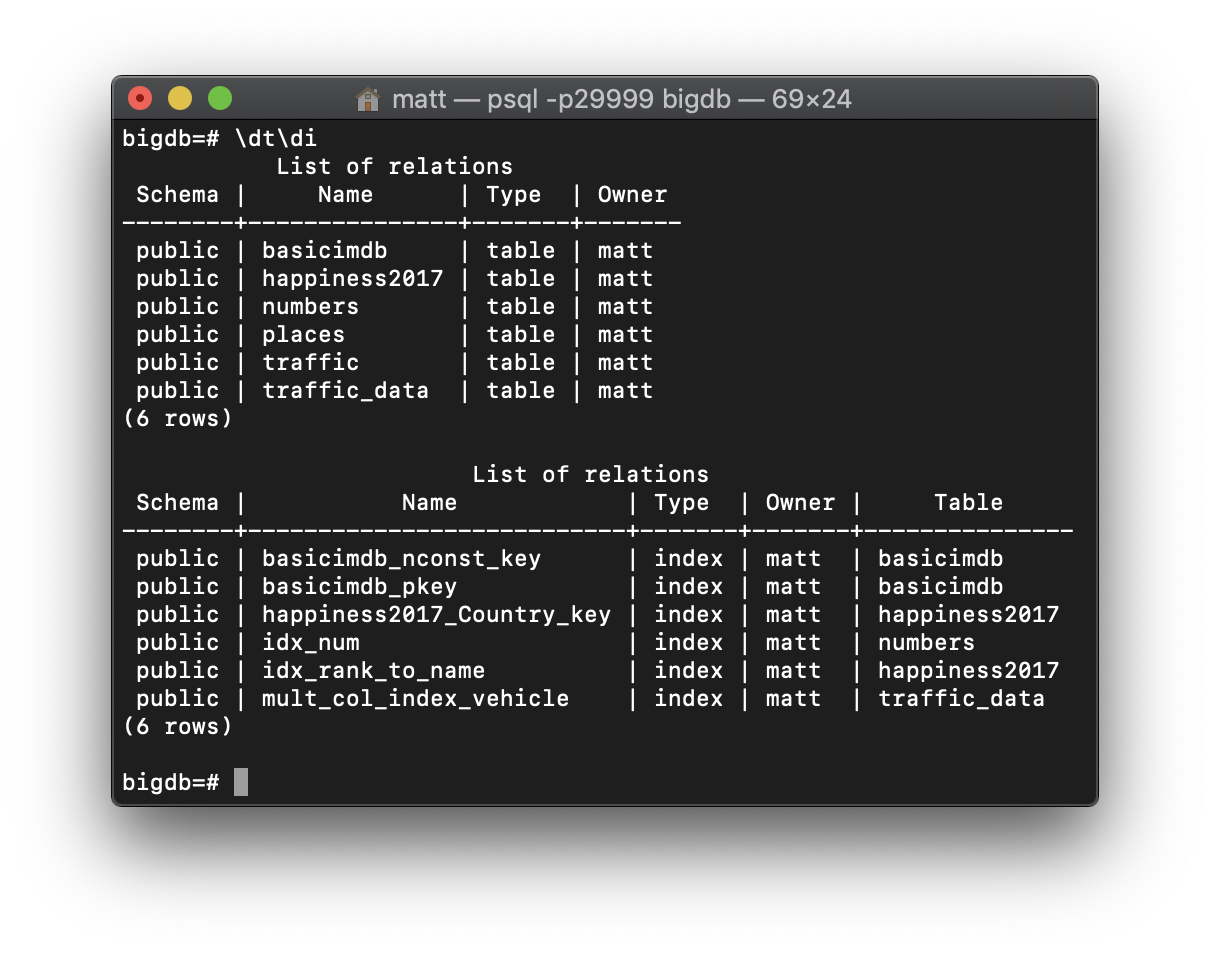 matt — psql -p29999 bigdb — 69×24
bigdb=# \dt\di
            List of relations
 Schema |     Name      | Type  | Owner
--------+---------------+-------+-------
 public | basicimdb     | table | matt
 public | happiness2017 | table | matt
 public | numbers       | table | matt
 public | places        | table | matt
 public | traffic       | table | matt
 public | traffic_data  | table | matt
(6 rows)

                         List of relations
 Schema |           Name            | Type  | Owner |     Table
--------+---------------------------+-------+-------+---------------
 public | basicimdb_nconst_key      | index | matt  | basicimdb
 public | basicimdb_pkey            | index | matt  | basicimdb
 public | happiness2017_Country_key | index | matt  | happiness2017
 public | idx_num                   | index | matt  | numbers
 public | idx_rank_to_name          | index | matt  | happiness2017
 public | mult_col_index_vehicle    | index | matt  | traffic_data
(6 rows)

bigdb=#